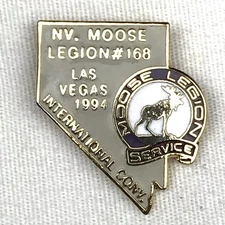 NV. MOOSE
LEGION #168
LAS
VEGAS
1994
INTERNATIONAL CONV.
MOOSE LEGION
SERVICE